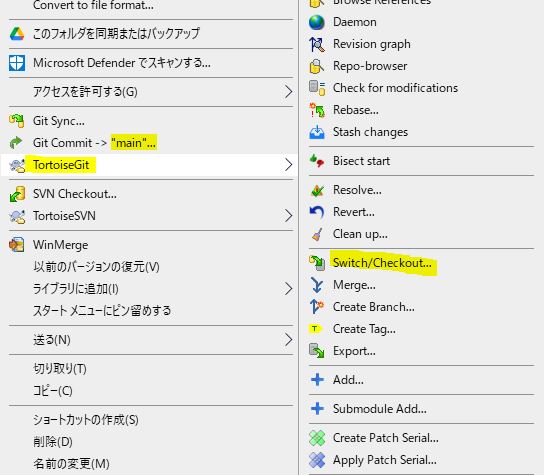 Convert to file format...
このフォルダを同期またはバックアップ
Microsoft Defender でスキャンする...
アクセスを許可する(G)
Git Sync...
Git Commit -> "main"...
TortoiseGit
SVN Checkout...
TortoiseSVN
WinMerge
以前のバージョンの復元(V)
ライブラリに追加(I)
スタート メニューにピン留めする
送る(N)
切り取り(T)
コピー(C)
ショートカットの作成(S)
削除(D)
名前の変更(M)
Browse References
Daemon
Revision graph
Repo-browser
Check for modifications
Rebase...
Stash changes
Bisect start
Resolve...
Revert...
Clean up...
Switch/Checkout...
Merge...
Create Branch...
Create Tag...
Export...
Add...
Submodule Add...
Create Patch Serial...
Apply Patch Serial...